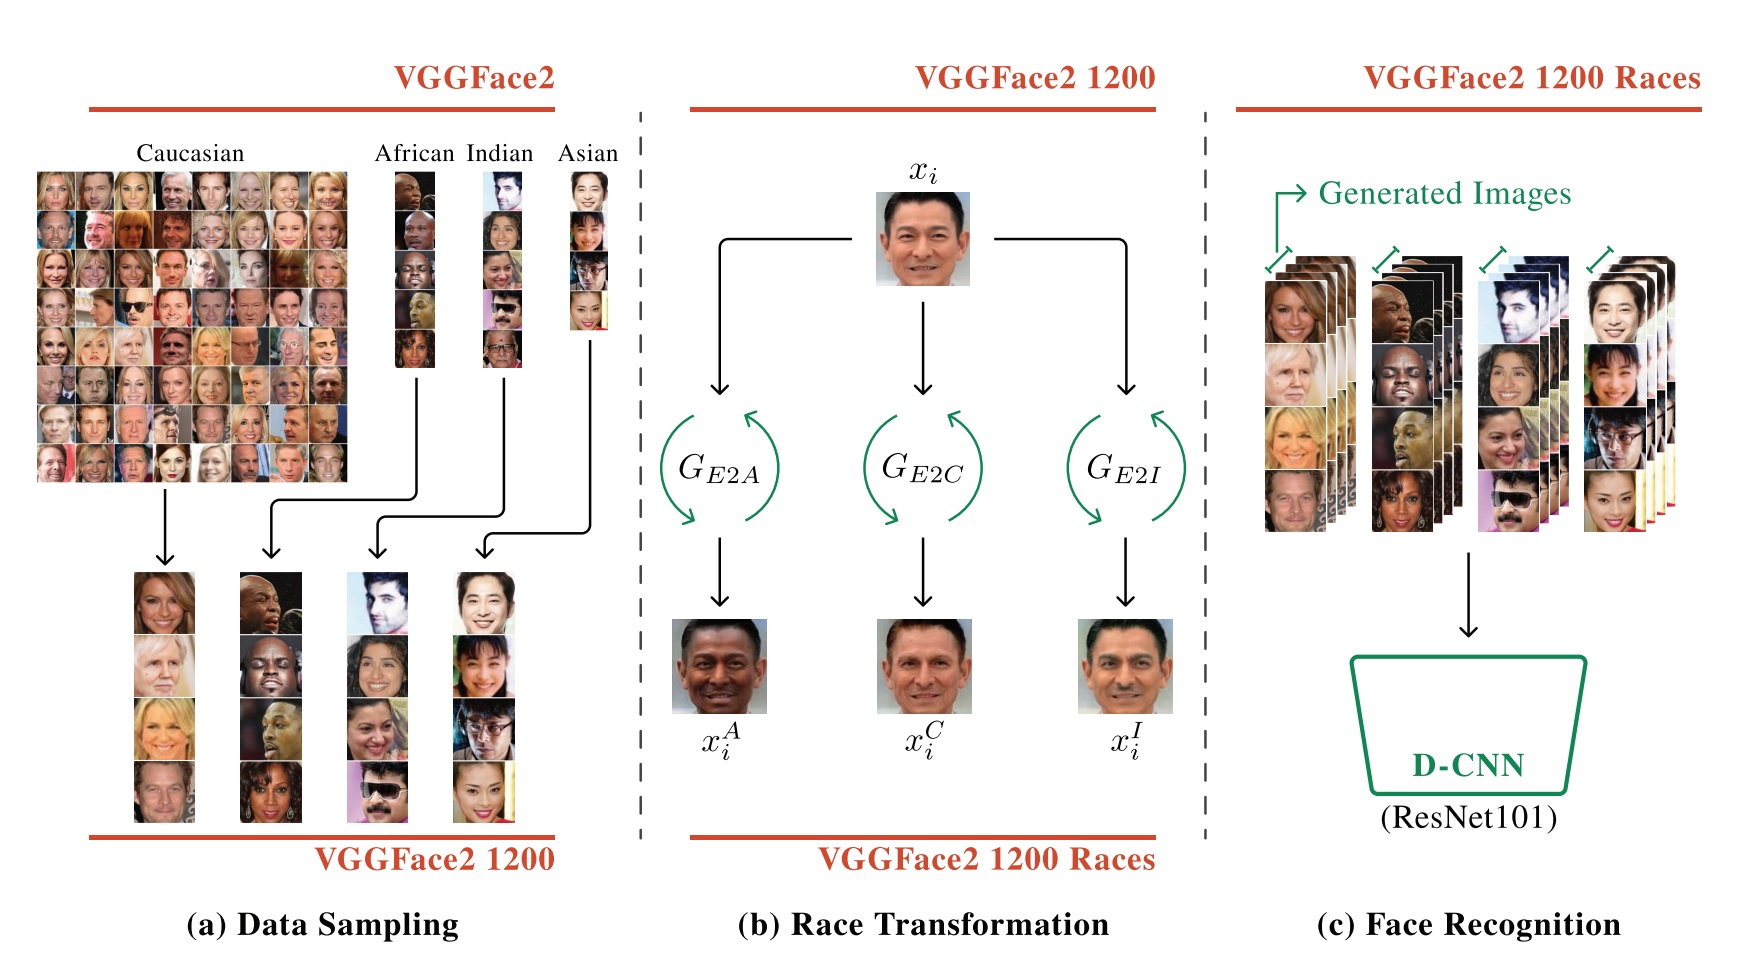 VGGFace2
Caucasian
African
Indian
Asian
VGGFace2 1200
(a) Data Sampling
VGGFace2 1200
x_i
G_{E2A}
G_{E2C}
G_{E2I}
x_i^A
x_i^C
x_i^I
VGGFace2 1200 Races
(b) Race Transformation
VGGFace2 1200 Races
Generated Images
D-CNN
(ResNet101)
(c) Face Recognition